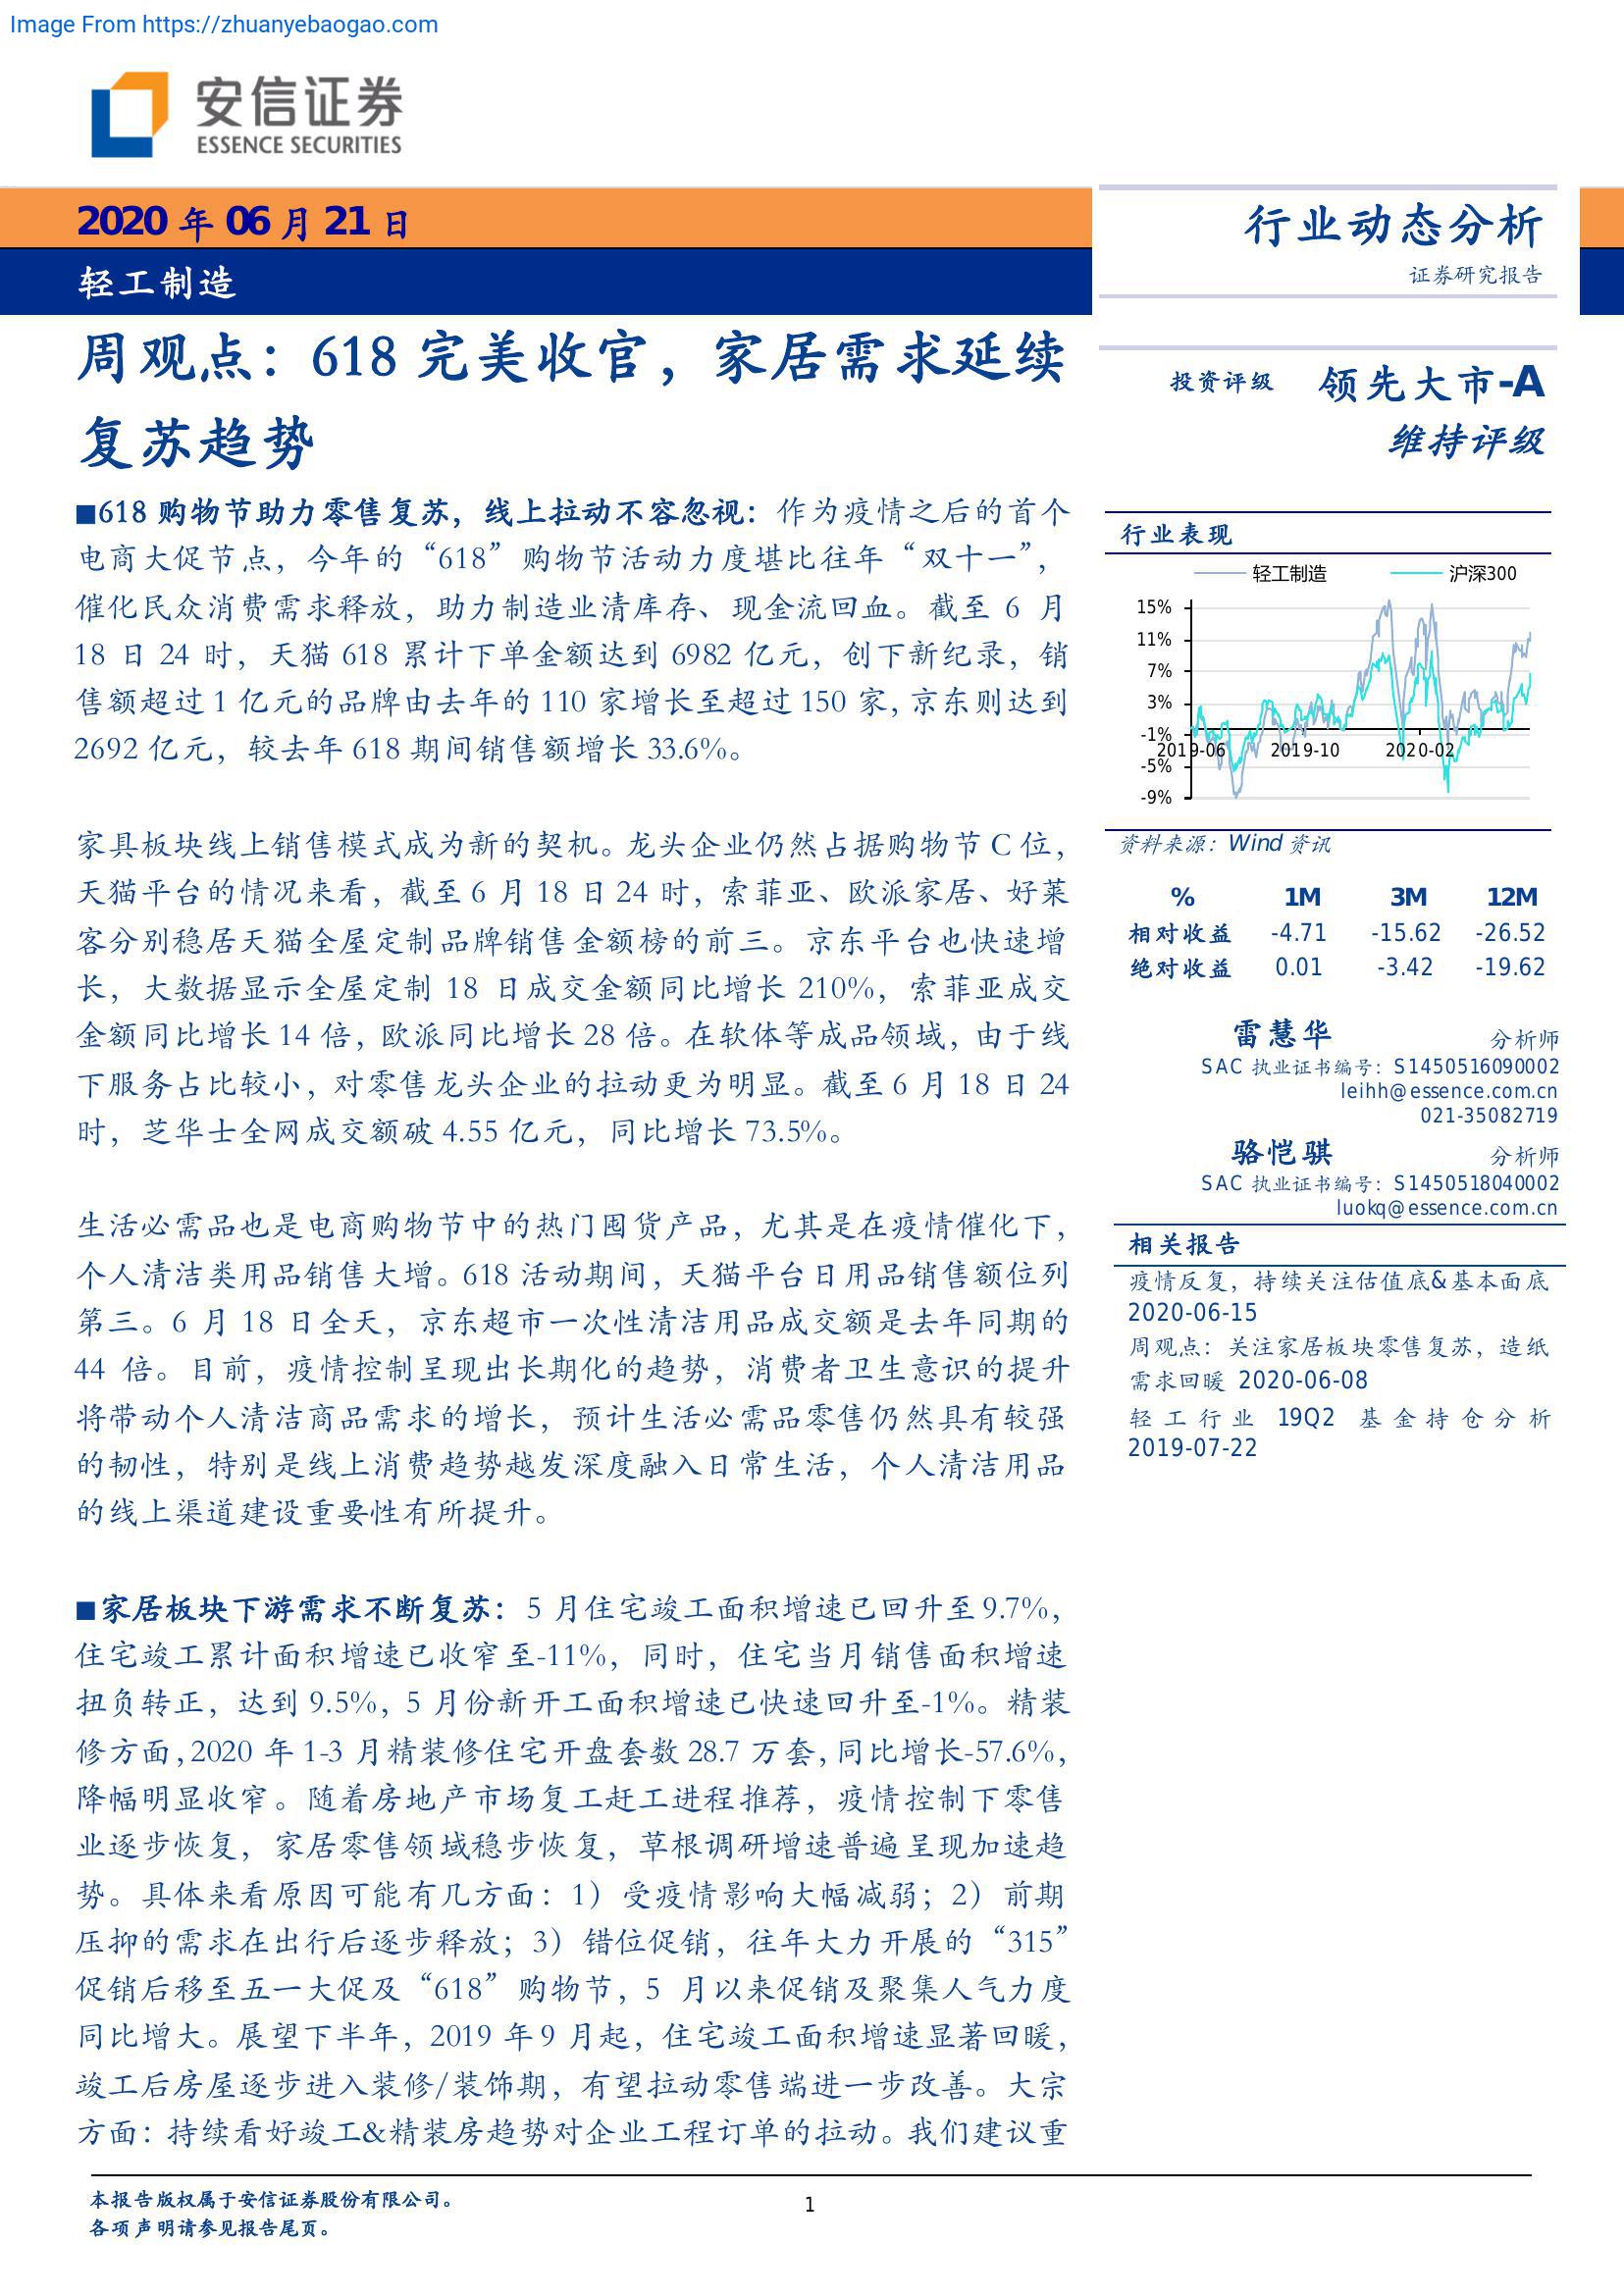 Image From https://zhuanyebaogao.com
安信证券
ESSENCE SECURITIES
2020 年 06 月 21 日
轻工制造
行业动态分析
证券研究报告
周观点：618 完美收官，家居需求延续
复苏趋势
■618 购物节助力零售复苏，线上拉动不容忽视：作为疫情之后的首个
电商大促节点，今年的“618”购物节活动力度堪比往年“双十一”，
催化民众消费需求释放，助力制造业清库存、现金流回血。截至 6 月
18 日 24 时，天猫 618 累计下单金额达到 6982 亿元，创下新纪录，销
售额超过 1 亿元的品牌由去年的 110 家增长至超过 150 家，京东则达到
2692 亿元，较去年 618 期间销售额增长 33.6%。
家具板块线上销售模式成为新的契机。龙头企业仍然占据购物节 C 位，
天猫平台的情况来看，截至 6 月 18 日 24 时，索菲亚、欧派家居、好莱
客分别稳居天猫全屋定制品牌销售金额榜的前三。京东平台也快速增
长，大数据显示全屋定制 18 日成交金额同比增长 210%，索菲亚成交
金额同比增长 14 倍，欧派同比增长 28 倍。在软体等成品领域，由于线
下服务占比较小，对零售龙头企业的拉动更为明显。截至 6 月 18 日 24
时，芝华士全网成交额破 4.55 亿元，同比增长 73.5%。
生活必需品也是电商购物节中的热门囤货产品，尤其是在疫情催化下，
个人清洁类用品销售大增。618 活动期间，天猫平台日用品销售额位列
第三。6 月 18 日全天，京东超市一次性清洁用品成交额是去年同期的
44 倍。目前，疫情控制呈现出长期化的趋势，消费者卫生意识的提升
将带动个人清洁商品需求的增长，预计生活必需品零售仍然具有较强
的韧性，特别是线上消费趋势越发深度融入日常生活，个人清洁用品
的线上渠道建设重要性有所提升。
■家居板块下游需求不断复苏：5 月住宅竣工面积增速已回升至 9.7%，
住宅竣工累计面积增速已收窄至-11%，同时，住宅当月销售面积增速
扭负转正，达到 9.5%，5 月份新开工面积增速已快速回升至-1%。精装
修方面，2020 年 1-3 月精装修住宅开盘套数 28.7 万套，同比增长-57.6%，
降幅明显收窄。随着房地产市场复工赶工进程推荐，疫情控制下零售
业逐步恢复，家居零售领域稳步恢复，草根调研增速普遍呈现加速趋
势。具体来看原因可能有几方面：1）受疫情影响大幅减弱；2）前期
压抑的需求在出行后逐步释放；3）错位促销，往年大力开展的“315”
促销后移至五一大促及“618”购物节，5 月以来促销及聚集人气力度
同比增大。展望下半年，2019 年 9 月起，住宅竣工面积增速显著回暖，
竣工后房屋逐步进入装修/装饰期，有望拉动零售端进一步改善。大宗
方面：持续看好竣工&精装房趋势对企业工程订单的拉动。我们建议重
投资评级 领先大市-A
维持评级
行业表现
轻工制造 沪深300
15%
11%
7%
3%
-1%
2019-06 2019-10 2020-02
-5%
-9%
资料来源：Wind 资讯
% 1M 3M 12M
相对收益 -4.71 -15.62 -26.52
绝对收益 0.01 -3.42 -19.62
雷慧华 分析师
SAC 执业证书编号：S1450516090002
leihh@essence.com.cn
021-35082719
骆恺骐 分析师
SAC 执业证书编号：S1450518040002
luokq@essence.com.cn
相关报告
疫情反复，持续关注估值底&基本面底
2020-06-15
周观点：关注家居板块零售复苏，造纸
需求回暖 2020-06-08
轻工行业 19Q2 基金持仓分析
2019-07-22
本报告版权属于安信证券股份有限公司。
各项声明请参见报告尾页。
1